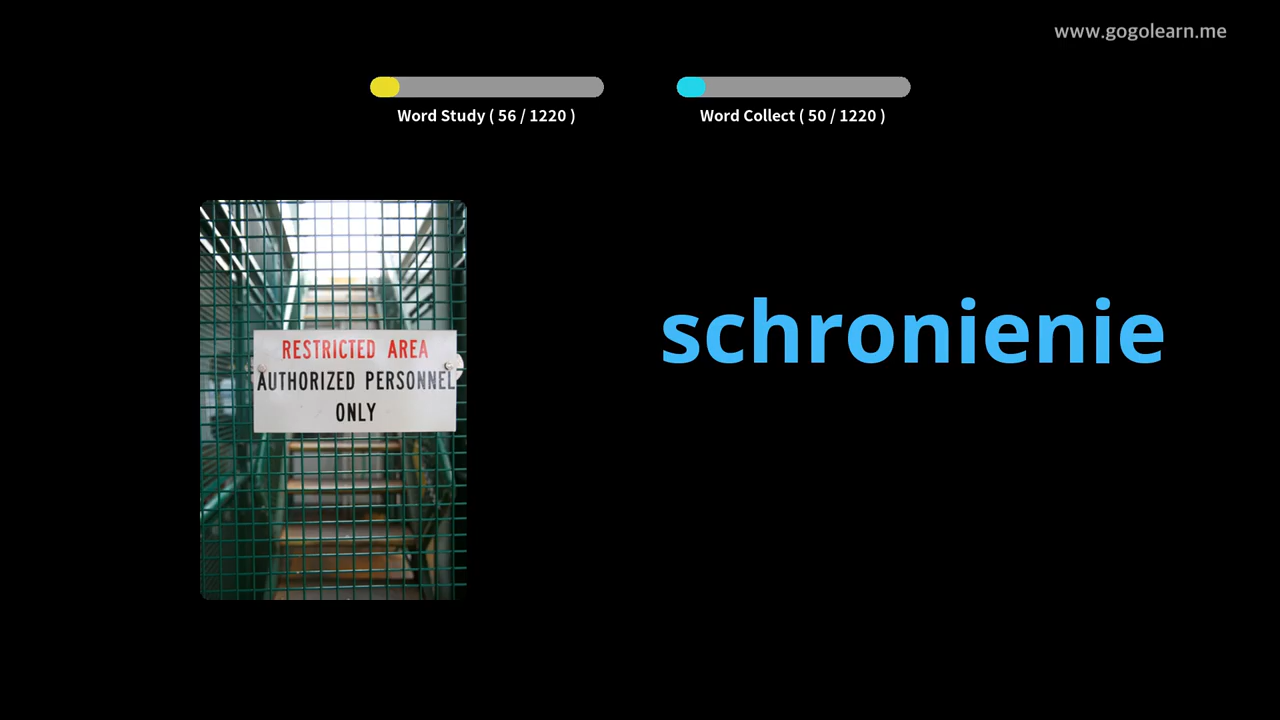 www.gogolearn.me
Word Study ( 56 / 1220 )
Word Collect ( 50 / 1220 )
RESTRICTED AREA
AUTHORIZED PERSONNEL
ONLY
schronienie